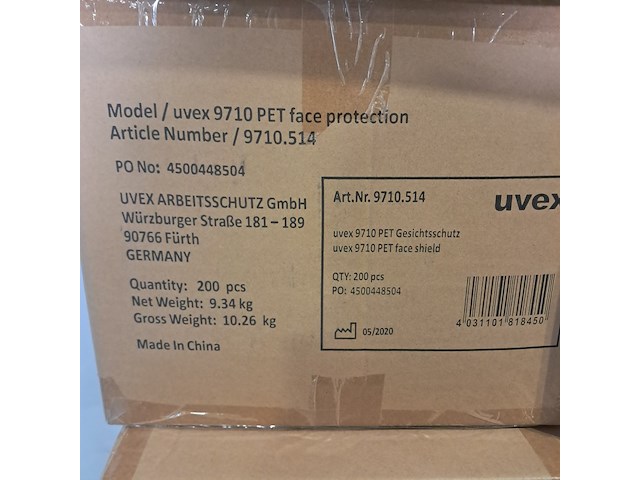 Model / uvex 9710 PET face protection
Article Number / 9710.514
PO No: 4500448504
UVEX ARBEITSSCHUTZ GmbH
Würzburger Straße 181 – 189
90766 Fürth
GERMANY
Quantity: 200 pcs
Net Weight: 9.34 kg
Gross Weight: 10.26 kg
Made In China
Art.Nr. 9710.514
uvex
uvex 9710 PET Gesichtsschutz
uvex 9710 PET face shield
QTY: 200 pcs
PO: 4500448504
05/2020
4 031101 818450